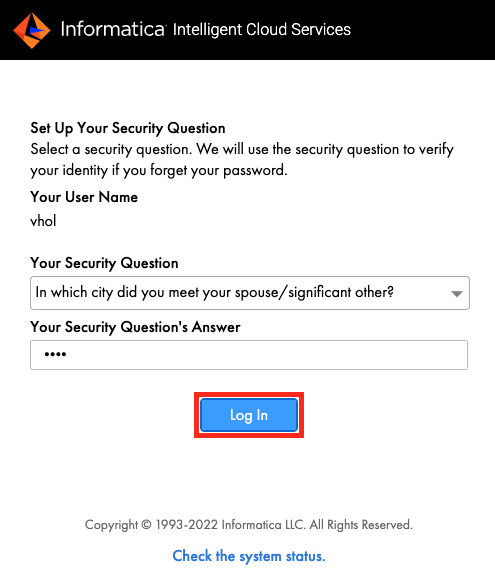 Informatica Intelligent Cloud Services
Set Up Your Security Question
Select a security question. We will use the security question to verify
your identity if you forget your password.
Your User Name
vhol
Your Security Question
In which city did you meet your spouse/significant other?
Your Security Question's Answer
••••
Log In
Copyright © 1993-2022 Informatica LLC. All Rights Reserved.
Check the system status.